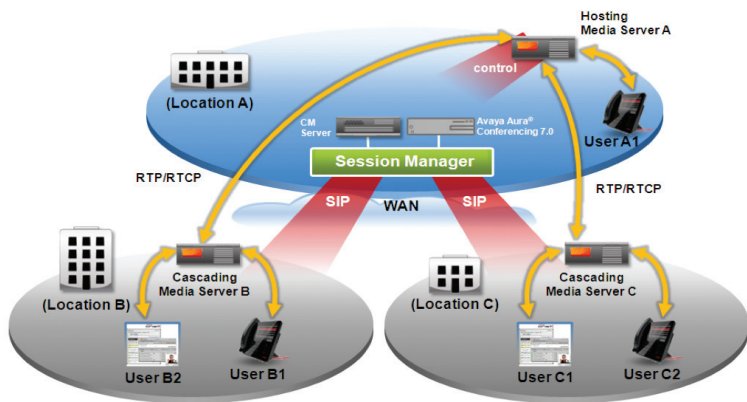 Hosting
Media Server A
control
(Location A)
CM
Server
Avaya Aura®
Conferencing 7.0
User A1
Session Manager
RTP/RTCP
RTP/RTCP
SIP
WAN
SIP
Cascading
Media Server B
Cascading
Media Server C
(Location B)
(Location C)
User B2
User B1
User C1
User C2